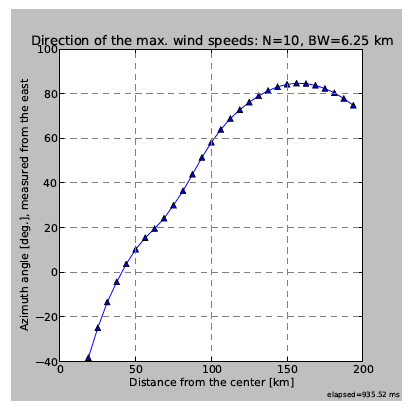 Direction of the max. wind speeds: N=10, BW=6.25 km
100
80
60
40
20
0
−20
−40
Azimuth angle [deg.], measured from the east
0 50 100 150 200
Distance from the center [km]
elapsed=935.52 ms